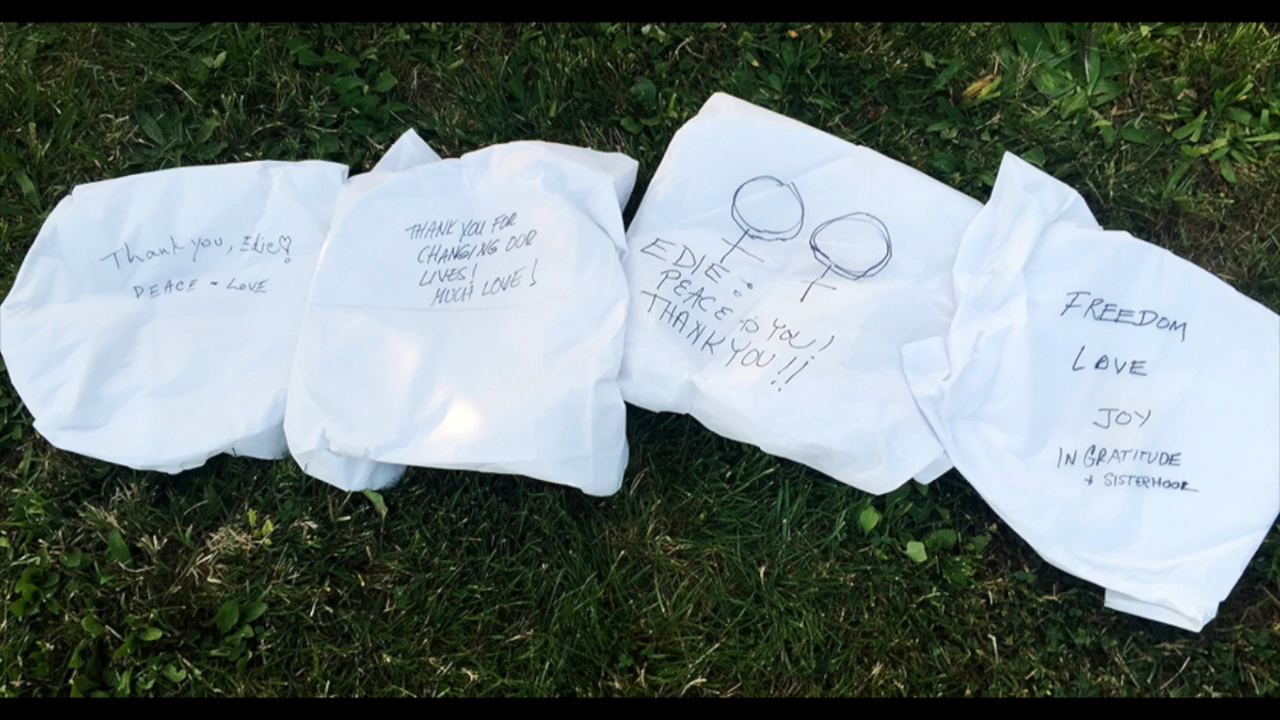 Thank you, Edie!
PEACE + LOVE
THANK YOU FOR
CHANGING OUR
LIVES!
MUCH LOVE!
EDIE:
PEACE to YOU!
THANK YOU!!
FREEDOM
LOVE
JOY
IN GRATITUDE
+ SISTERHOOD